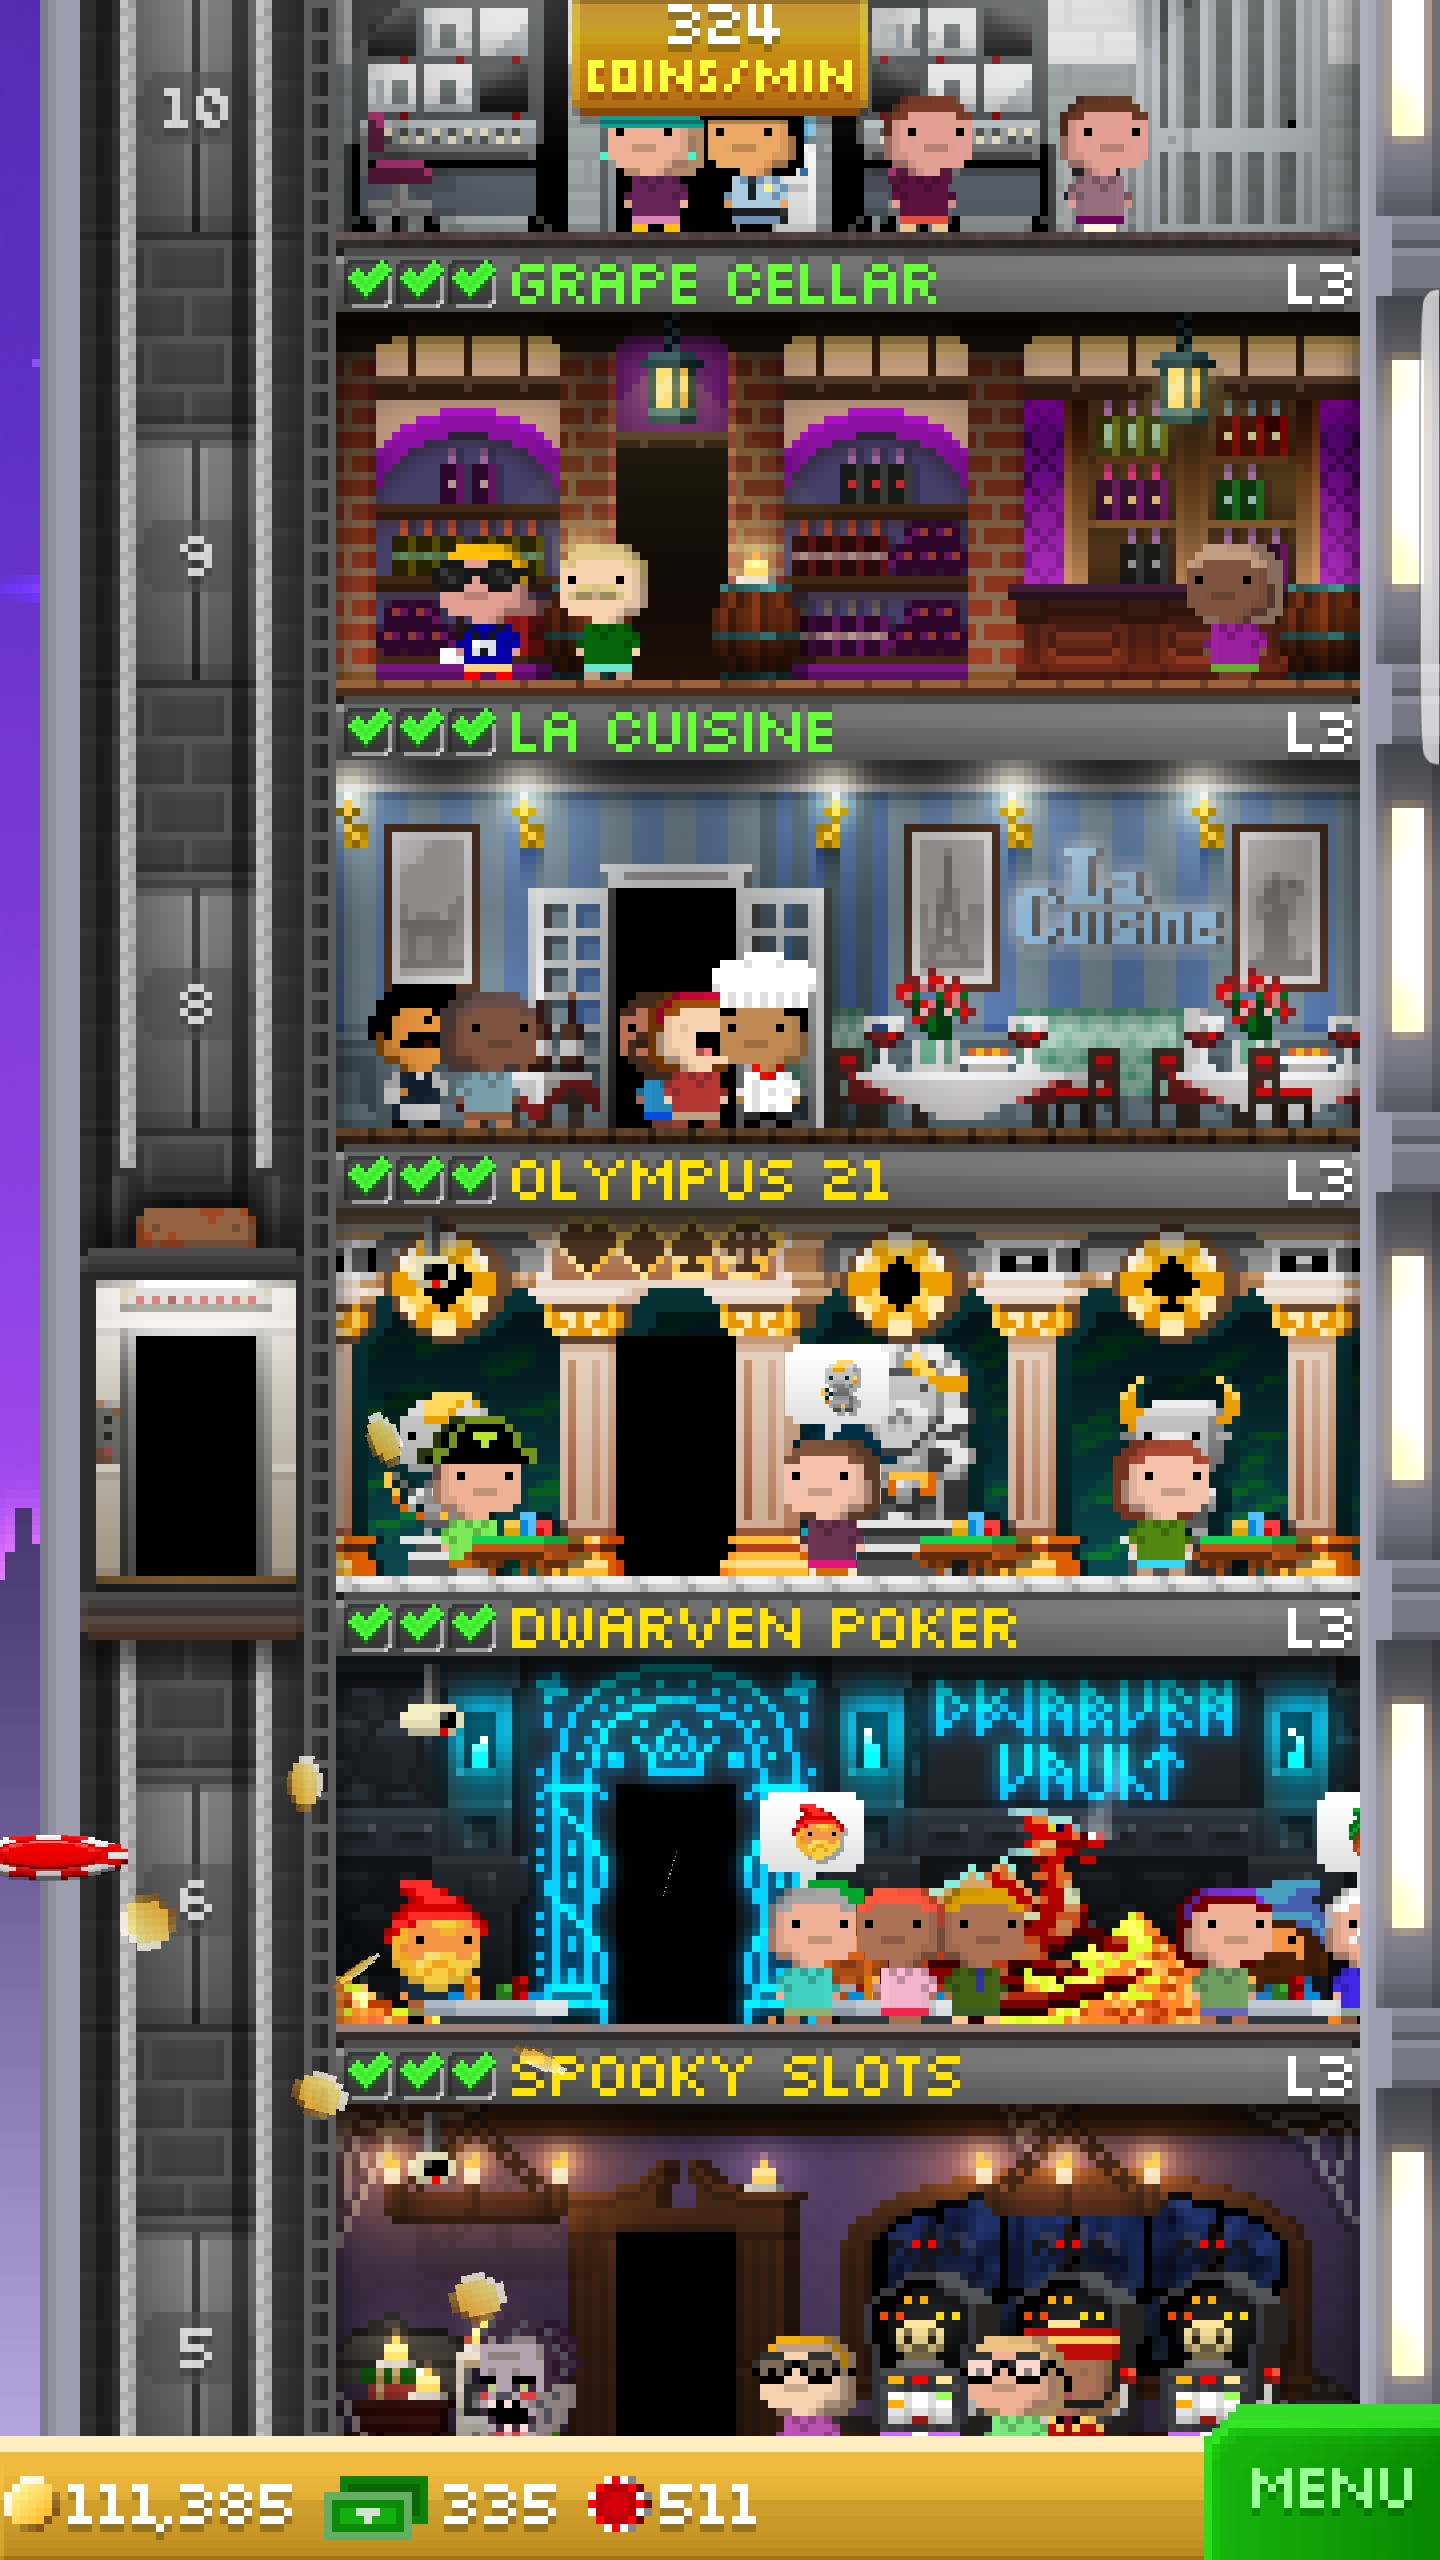 324
COINS/MIN
10
GRAPE CELLAR L3
9
LA CUISINE L3
La
Cuisine
8
OLYMPUS 21 L3
DWARVEN POKER L3
DWARVEN
VAULT
6
SPOOKY SLOTS L3
5
111,385 335 511
MENU